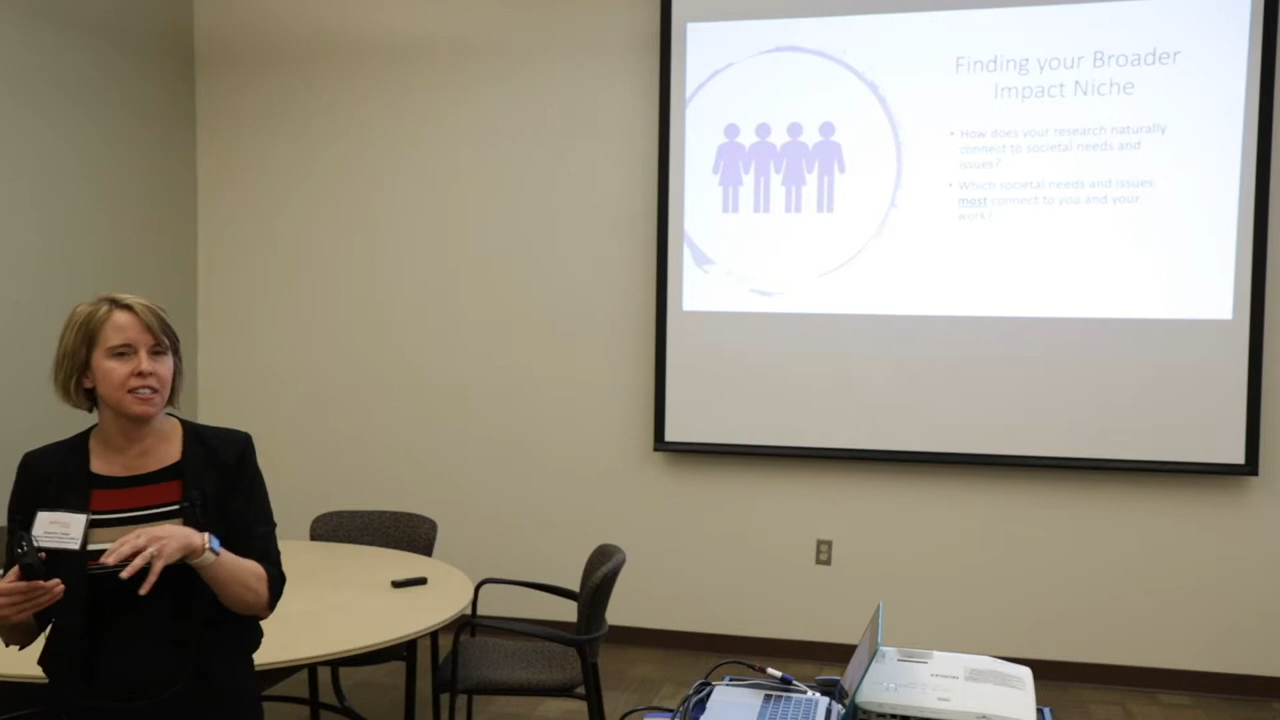 Finding your Broader
Impact Niche
• How does your research naturally
connect to societal needs and
issues?
• Which societal needs and issues
most connect to you and your
work?
EPSON